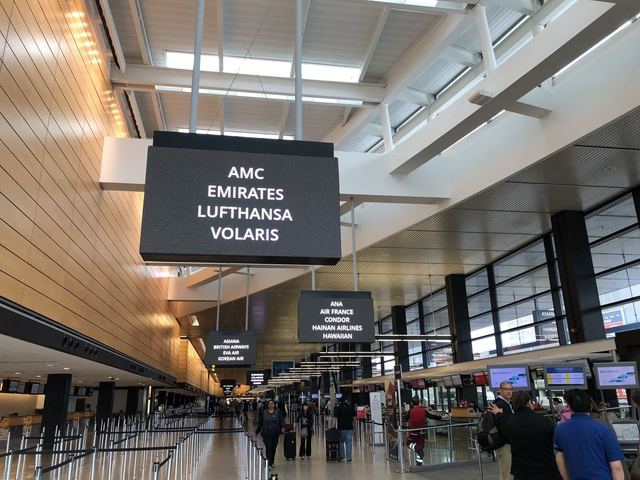 AMC
EMIRATES
LUFTHANSA
VOLARIS
ANA
AIR FRANCE
CONDOR
HAINAN AIRLINES
HAWAIIAN
ASIANA
BRITISH AIRWAYS
EVA AIR
KOREAN AIR